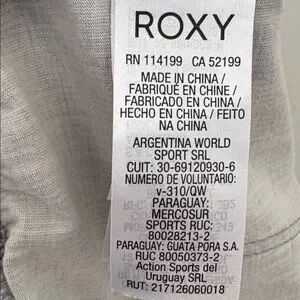 ROXY
RN 114199 CA 52199
MADE IN CHINA /
FABRIQUÉ EN CHINE /
FABRICADO EN CHINA /
HECHO EN CHINA / FEITO
NA CHINA
ARGENTINA WORLD
SPORT SRL
CUIT: 30-69120930-6
NUMERO DE VOLUNTARIO:
v-310/QW
PARAGUAY:
MERCOSUR
SPORTS RUC:
80028213-2
PARAGUAY: GUATA PORA S.A.
RUC 80050373-2
Action Sports del
Uruguay SRL
RUT: 217126060018